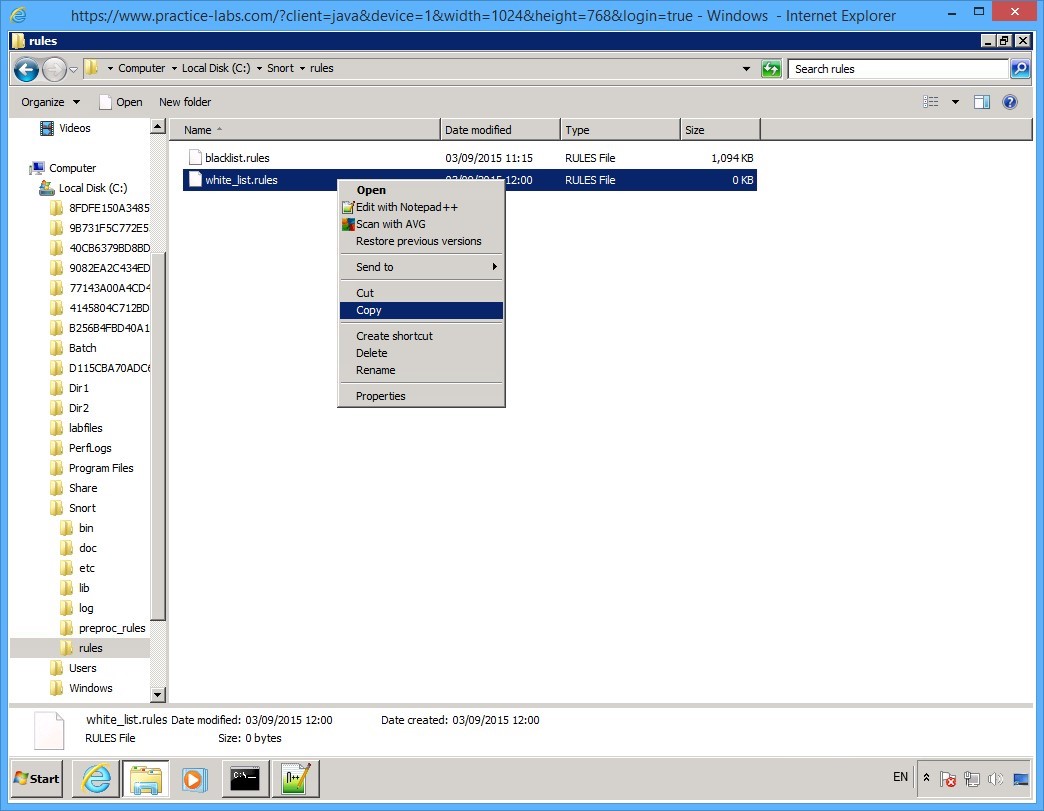 https://www.practice-labs.com/?client=java&device=1&width=1024&height=768&login=true - Windows - Internet Explorer
rules
Computer Local Disk (C:) Snort rules
Search rules
Organize Open New folder
Name Date modified Type Size
blacklist.rules 03/09/2015 11:15 RULES File 1,094 KB
white_list.rules 03/09/2015 12:00 RULES File 0 KB
Open
Edit with Notepad++
Scan with AVG
Restore previous versions
Send to
Cut
Copy
Create shortcut
Delete
Rename
Properties
Videos
Computer
Local Disk (C:)
8FDFE150A3485
9B731F5C772E5
40CB6379BD8BD
9082EA2C434ED
77143A00A4CD4
4145804C712BD
B256B4FBD40A1
Batch
D115CBA70ADC6
Dir1
Dir2
labfiles
PerfLogs
Program Files
Share
Snort
bin
doc
etc
lib
log
preproc_rules
rules
Users
Windows
white_list.rules Date modified: 03/09/2015 12:00 Date created: 03/09/2015 12:00
RULES File Size: 0 bytes
Start
C:\
EN